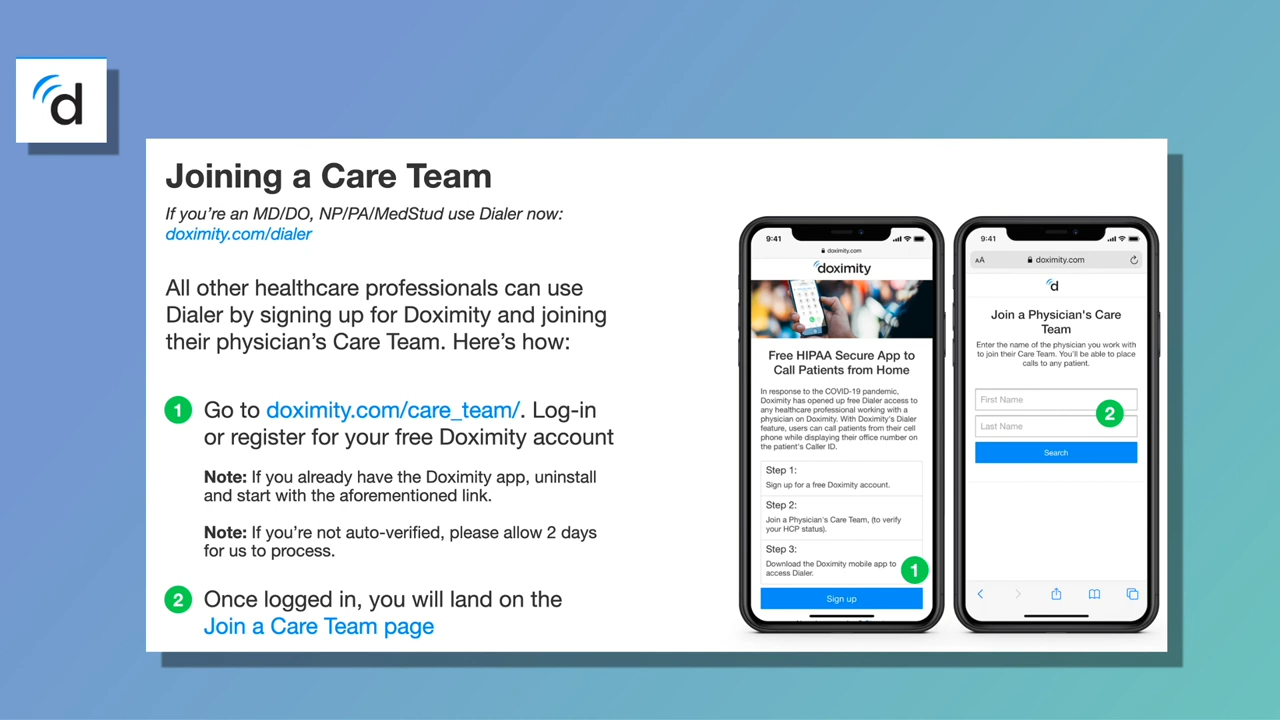 d
Joining a Care Team
If you're an MD/DO, NP/PA/MedStud use Dialer now:
doximity.com/dialer
All other healthcare professionals can use
Dialer by signing up for Doximity and joining
their physician's Care Team. Here's how:
1 Go to doximity.com/care_team/. Log-in
or register for your free Doximity account
Note: If you already have the Doximity app, uninstall
and start with the aforementioned link.
Note: If you're not auto-verified, please allow 2 days
for us to process.
2 Once logged in, you will land on the
Join a Care Team page
9:41
doximity.com
doximity
Free HIPAA Secure App to
Call Patients from Home
In response to the COVID-19 pandemic,
Doximity has opened up free Dialer access to
any healthcare professional working with a
physician on Doximity. With Doximity's Dialer
feature, users can call patients from their cell
phone while displaying their office number on
the patient's Caller ID.
Step 1:
Sign up for a free Doximity account.
Step 2:
Join a Physician's Care Team, (to verify
your HCP status).
Step 3:
Download the Doximity mobile app to
access Dialer.
1
Sign up
9:41
AA doximity.com
d
Join a Physician's Care
Team
Enter the name of the physician you work with
to join their Care Team. You'll be able to place
calls to any patient.
First Name
2
Last Name
Search